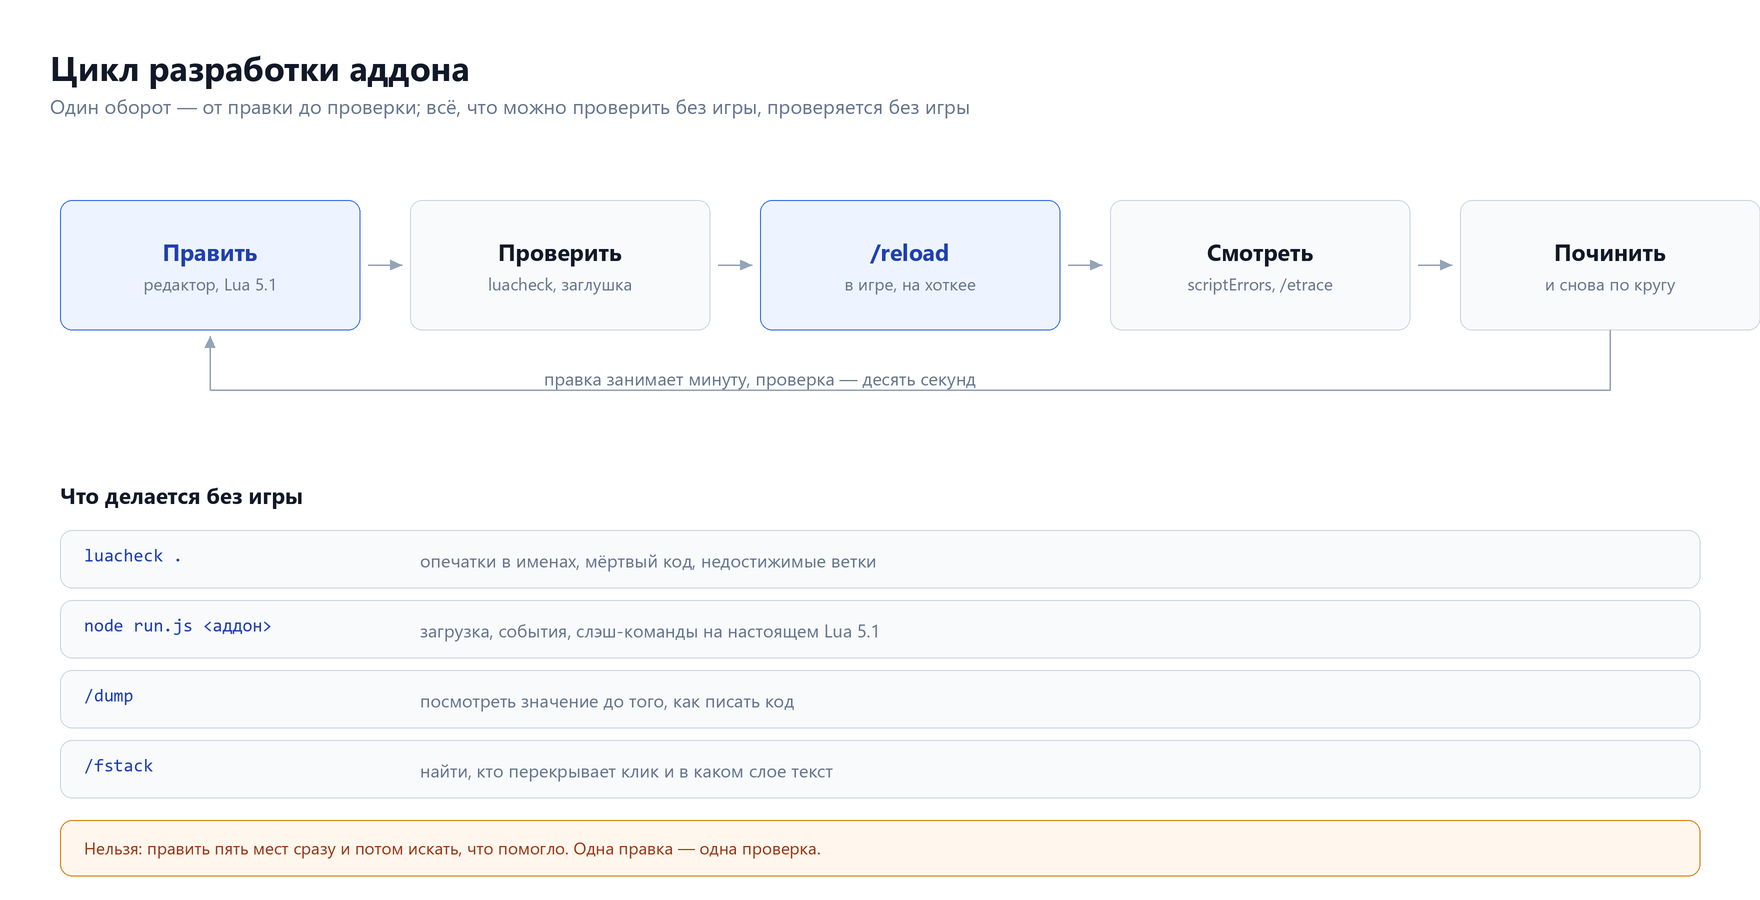 Цикл разработки аддона
Один оборот — от правки до проверки; всё, что можно проверить без игры, проверяется без игры
Править
редактор, Lua 5.1
Проверить
luacheck, заглушка
/reload
в игре, на хоткее
Смотреть
scriptErrors, /etrace
Починить
и снова по кругу
правка занимает минуту, проверка — десять секунд
Что делается без игры
luacheck .
опечатки в именах, мёртвый код, недостижимые ветки
node run.js <аддон>
загрузка, события, слэш-команды на настоящем Lua 5.1
/dump
посмотреть значение до того, как писать код
/fstack
найти, кто перекрывает клик и в каком слое текст
Нельзя: править пять мест сразу и потом искать, что помогло. Одна правка — одна проверка.